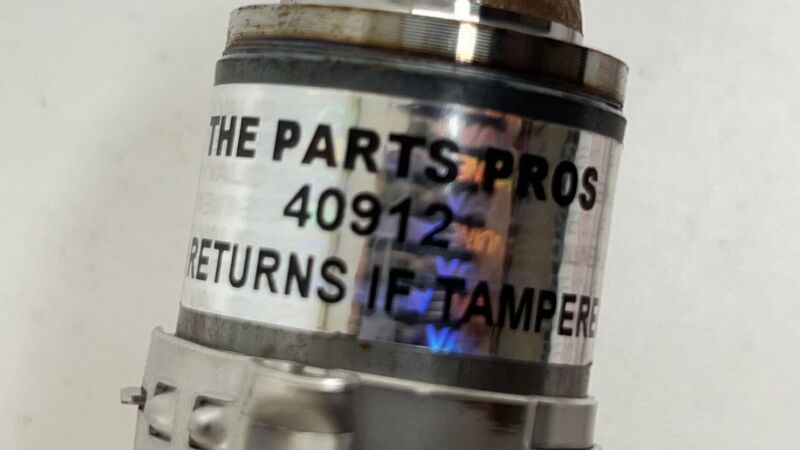 THE PARTS PROS
40912
RETURNS IF TAMPERE